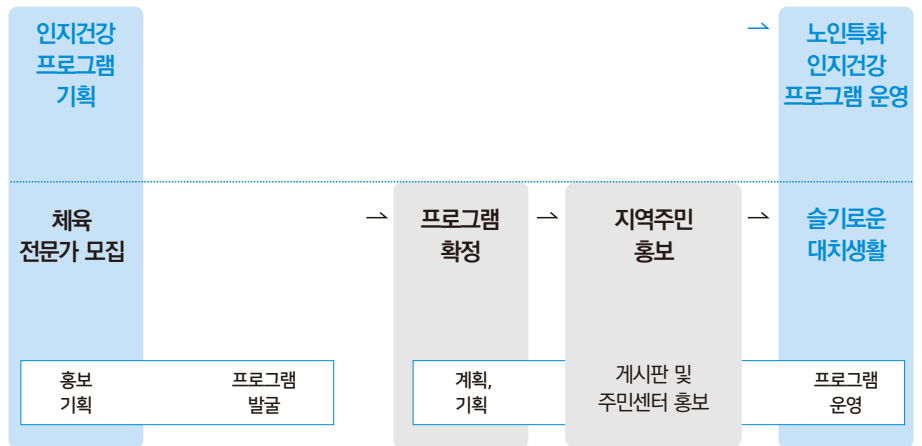 인지건강
프로그램
기획
→
노인특화
인지건강
프로그램 운영
체육
전문가 모집
→
프로그램
확정
→
지역주민
홍보
→
슬기로운
대치생활
홍보
기획
프로그램
발굴
계획,
기획
게시판 및
주민센터 홍보
프로그램
운영